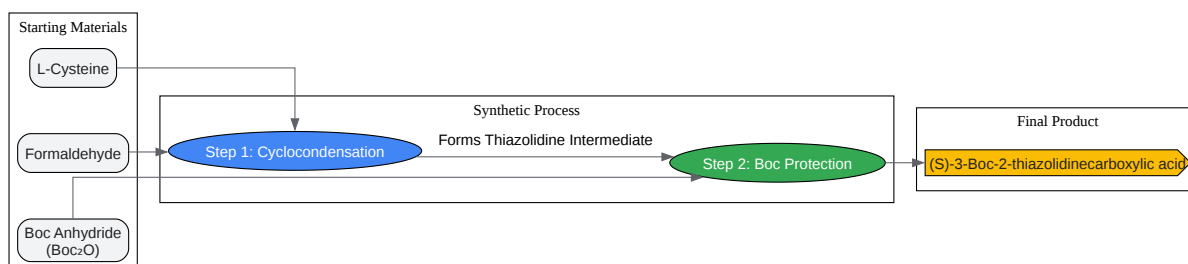 Starting Materials
L-Cysteine
Formaldehyde
Boc Anhydride
(Boc₂O)
Synthetic Process
Step 1: Cyclocondensation
Forms Thiazolidine Intermediate
Step 2: Boc Protection
Final Product
(S)-3-Boc-2-thiazolidinecarboxylic acid